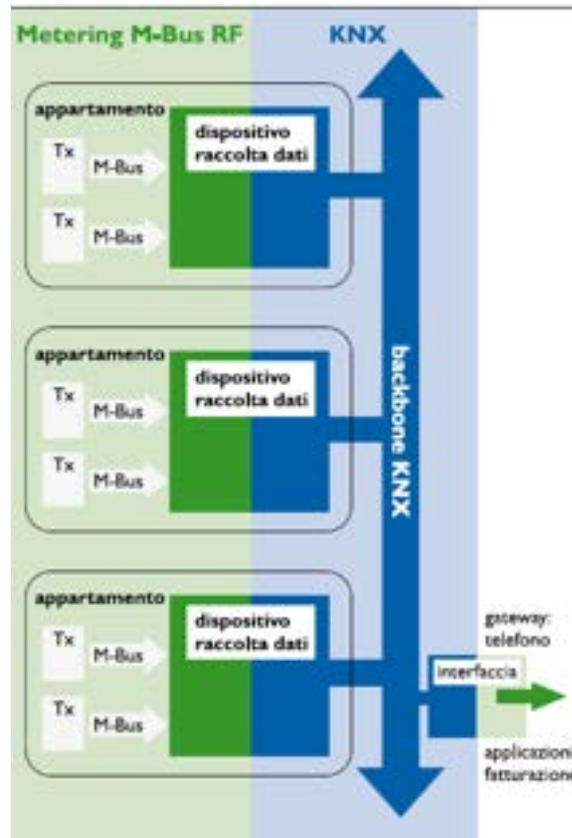 Metering M-Bus RF
KNX
appartamento
dispositivo
raccolta dati
Tx
M-Bus
Tx
M-Bus
appartamento
dispositivo
raccolta dati
Tx
M-Bus
Tx
M-Bus
backbone KNX
appartamento
dispositivo
raccolta dati
Tx
M-Bus
Tx
M-Bus
gateway:
telefono
interfaccia
applicazioni
fatturazione